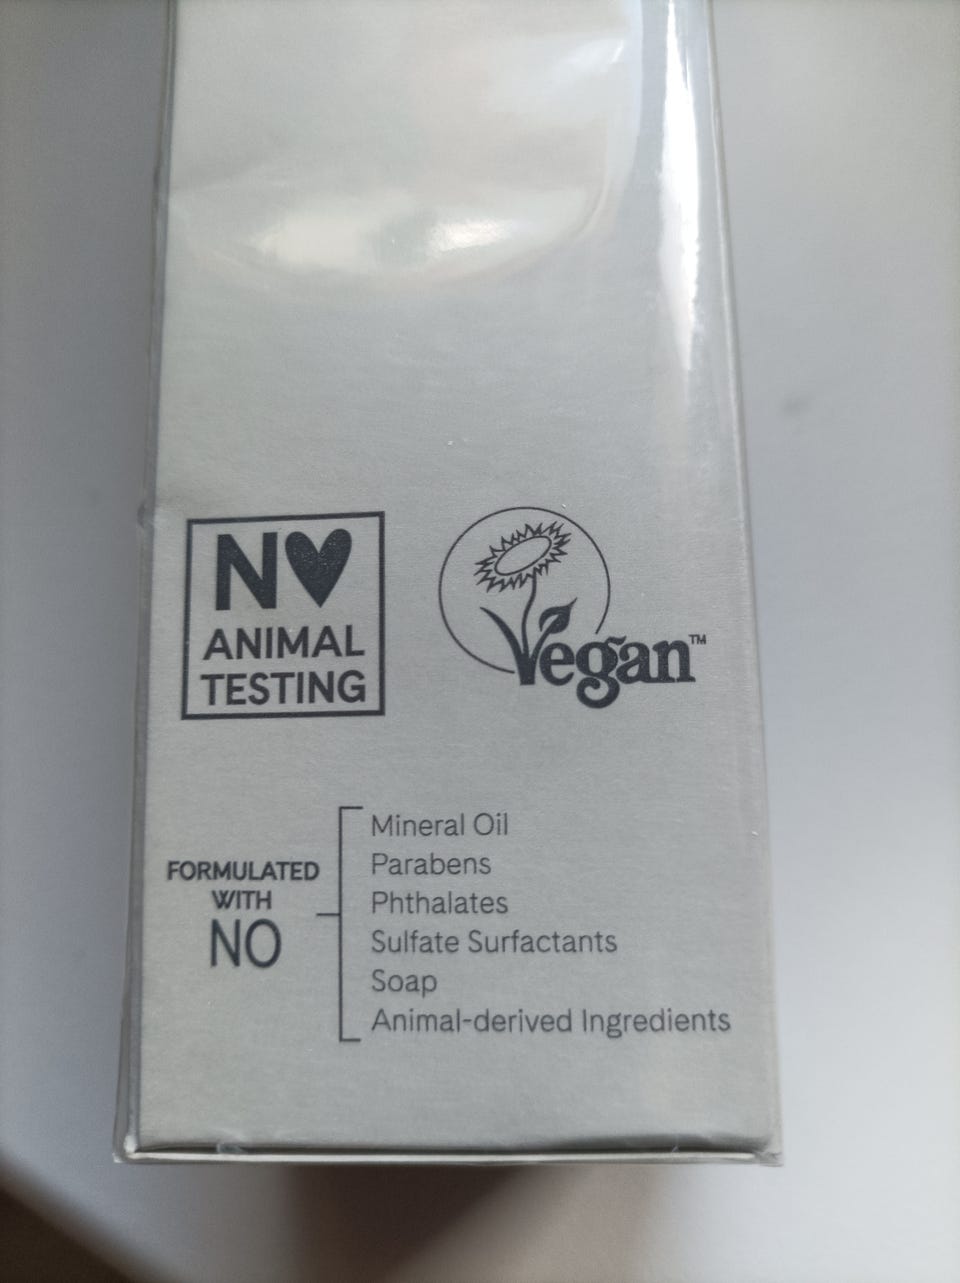 N♥
ANIMAL
TESTING
Vegan™
FORMULATED
WITH
NO
Mineral Oil
Parabens
Phthalates
Sulfate Surfactants
Soap
Animal-derived Ingredients